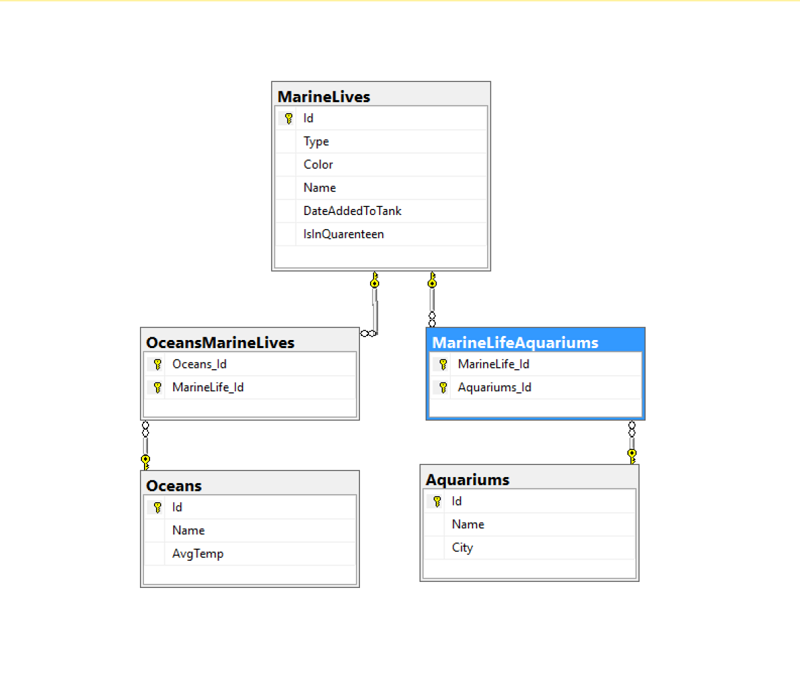 MarineLives
Id
Type
Color
Name
DateAddedToTank
IsInQuarenteen
OceansMarineLives
Oceans_Id
MarineLife_Id
MarineLifeAquariums
MarineLife_Id
Aquariums_Id
Oceans
Id
Name
AvgTemp
Aquariums
Id
Name
City